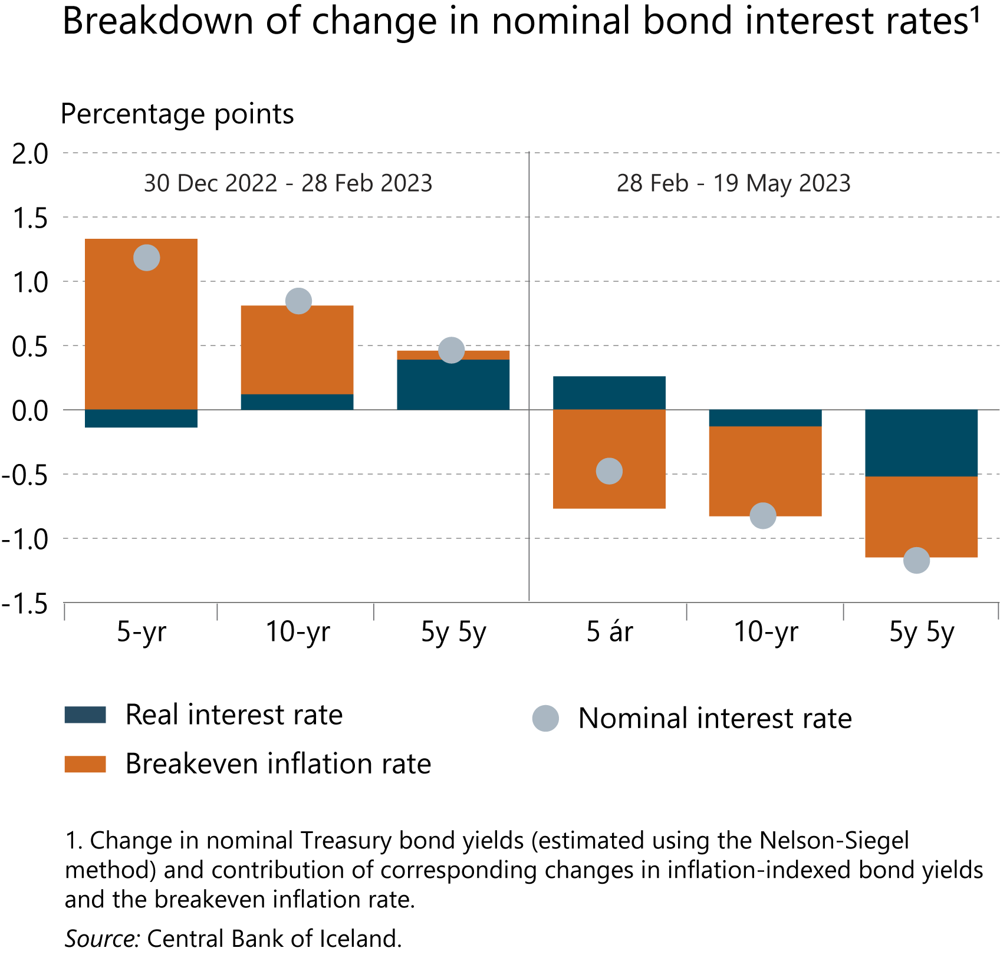 Breakdown of change in nominal bond interest rates¹
Percentage points
2.0
30 Dec 2022 - 28 Feb 2023
28 Feb - 19 May 2023
1.5
1.0
0.5
0.0
-0.5
-1.0
-1.5
5-yr
10-yr
5y 5y
5 ár
10-yr
5y 5y
Real interest rate
Nominal interest rate
Breakeven inflation rate
1. Change in nominal Treasury bond yields (estimated using the Nelson-Siegel
method) and contribution of corresponding changes in inflation-indexed bond yields
and the breakeven inflation rate.
Source: Central Bank of Iceland.